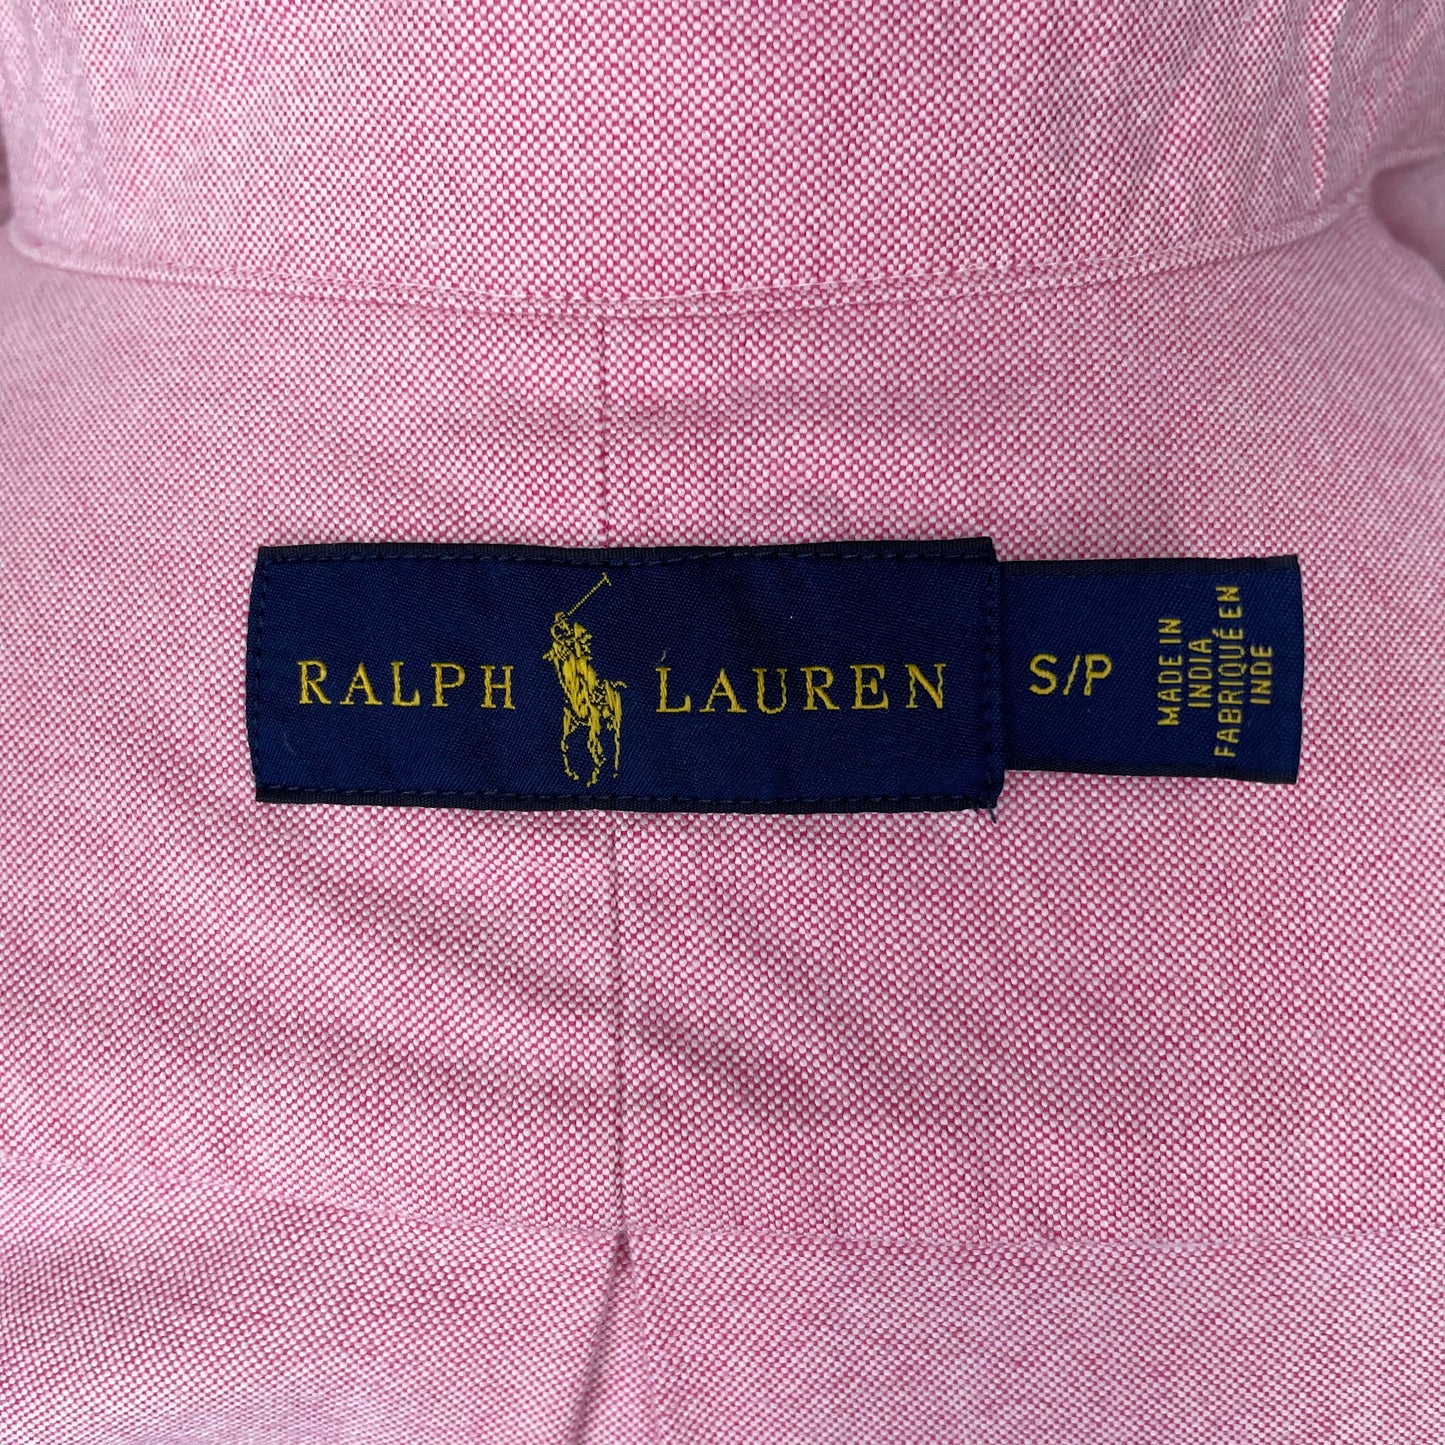 RALPH LAUREN
S/P
MADE IN
INDIA
FABRIQUÉ EN
INDE